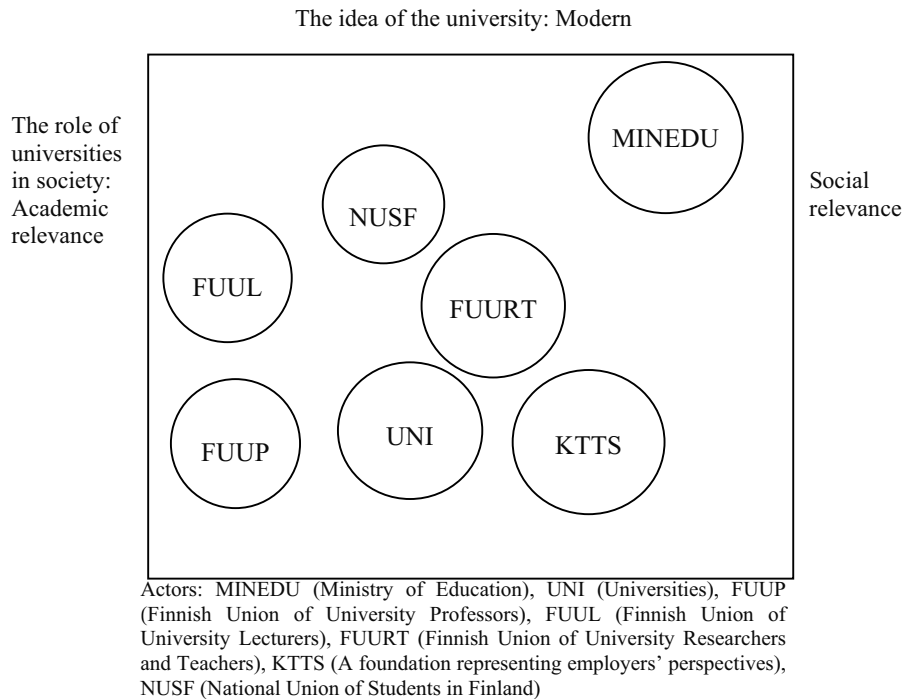 The idea of the university: Modern
The role of
universities
in society:
Academic
relevance
MINEDU
Social
relevance
NUSF
FUUL
FUURT
FUUP
UNI
KTTS
Actors: MINEDU (Ministry of Education), UNI (Universities), FUUP
(Finnish Union of University Professors), FUUL (Finnish Union of
University Lecturers), FUURT (Finnish Union of University Researchers
and Teachers), KTTS (A foundation representing employers’ perspectives),
NUSF (National Union of Students in Finland)